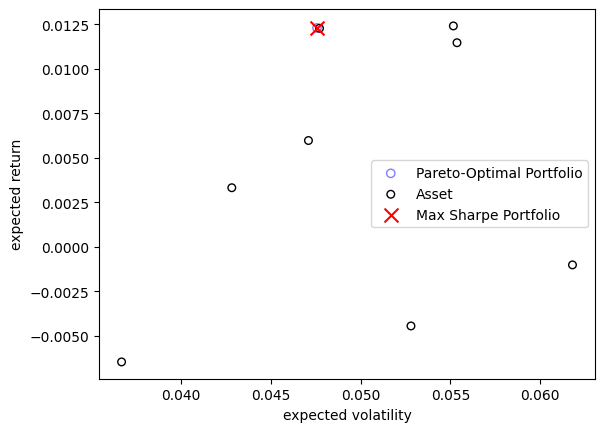 0.0125
0.0100
0.0075
0.0050
0.0025
0.0000
−0.0025
−0.0050
expected return
Pareto-Optimal Portfolio
Asset
Max Sharpe Portfolio
0.040 0.045 0.050 0.055 0.060
expected volatility